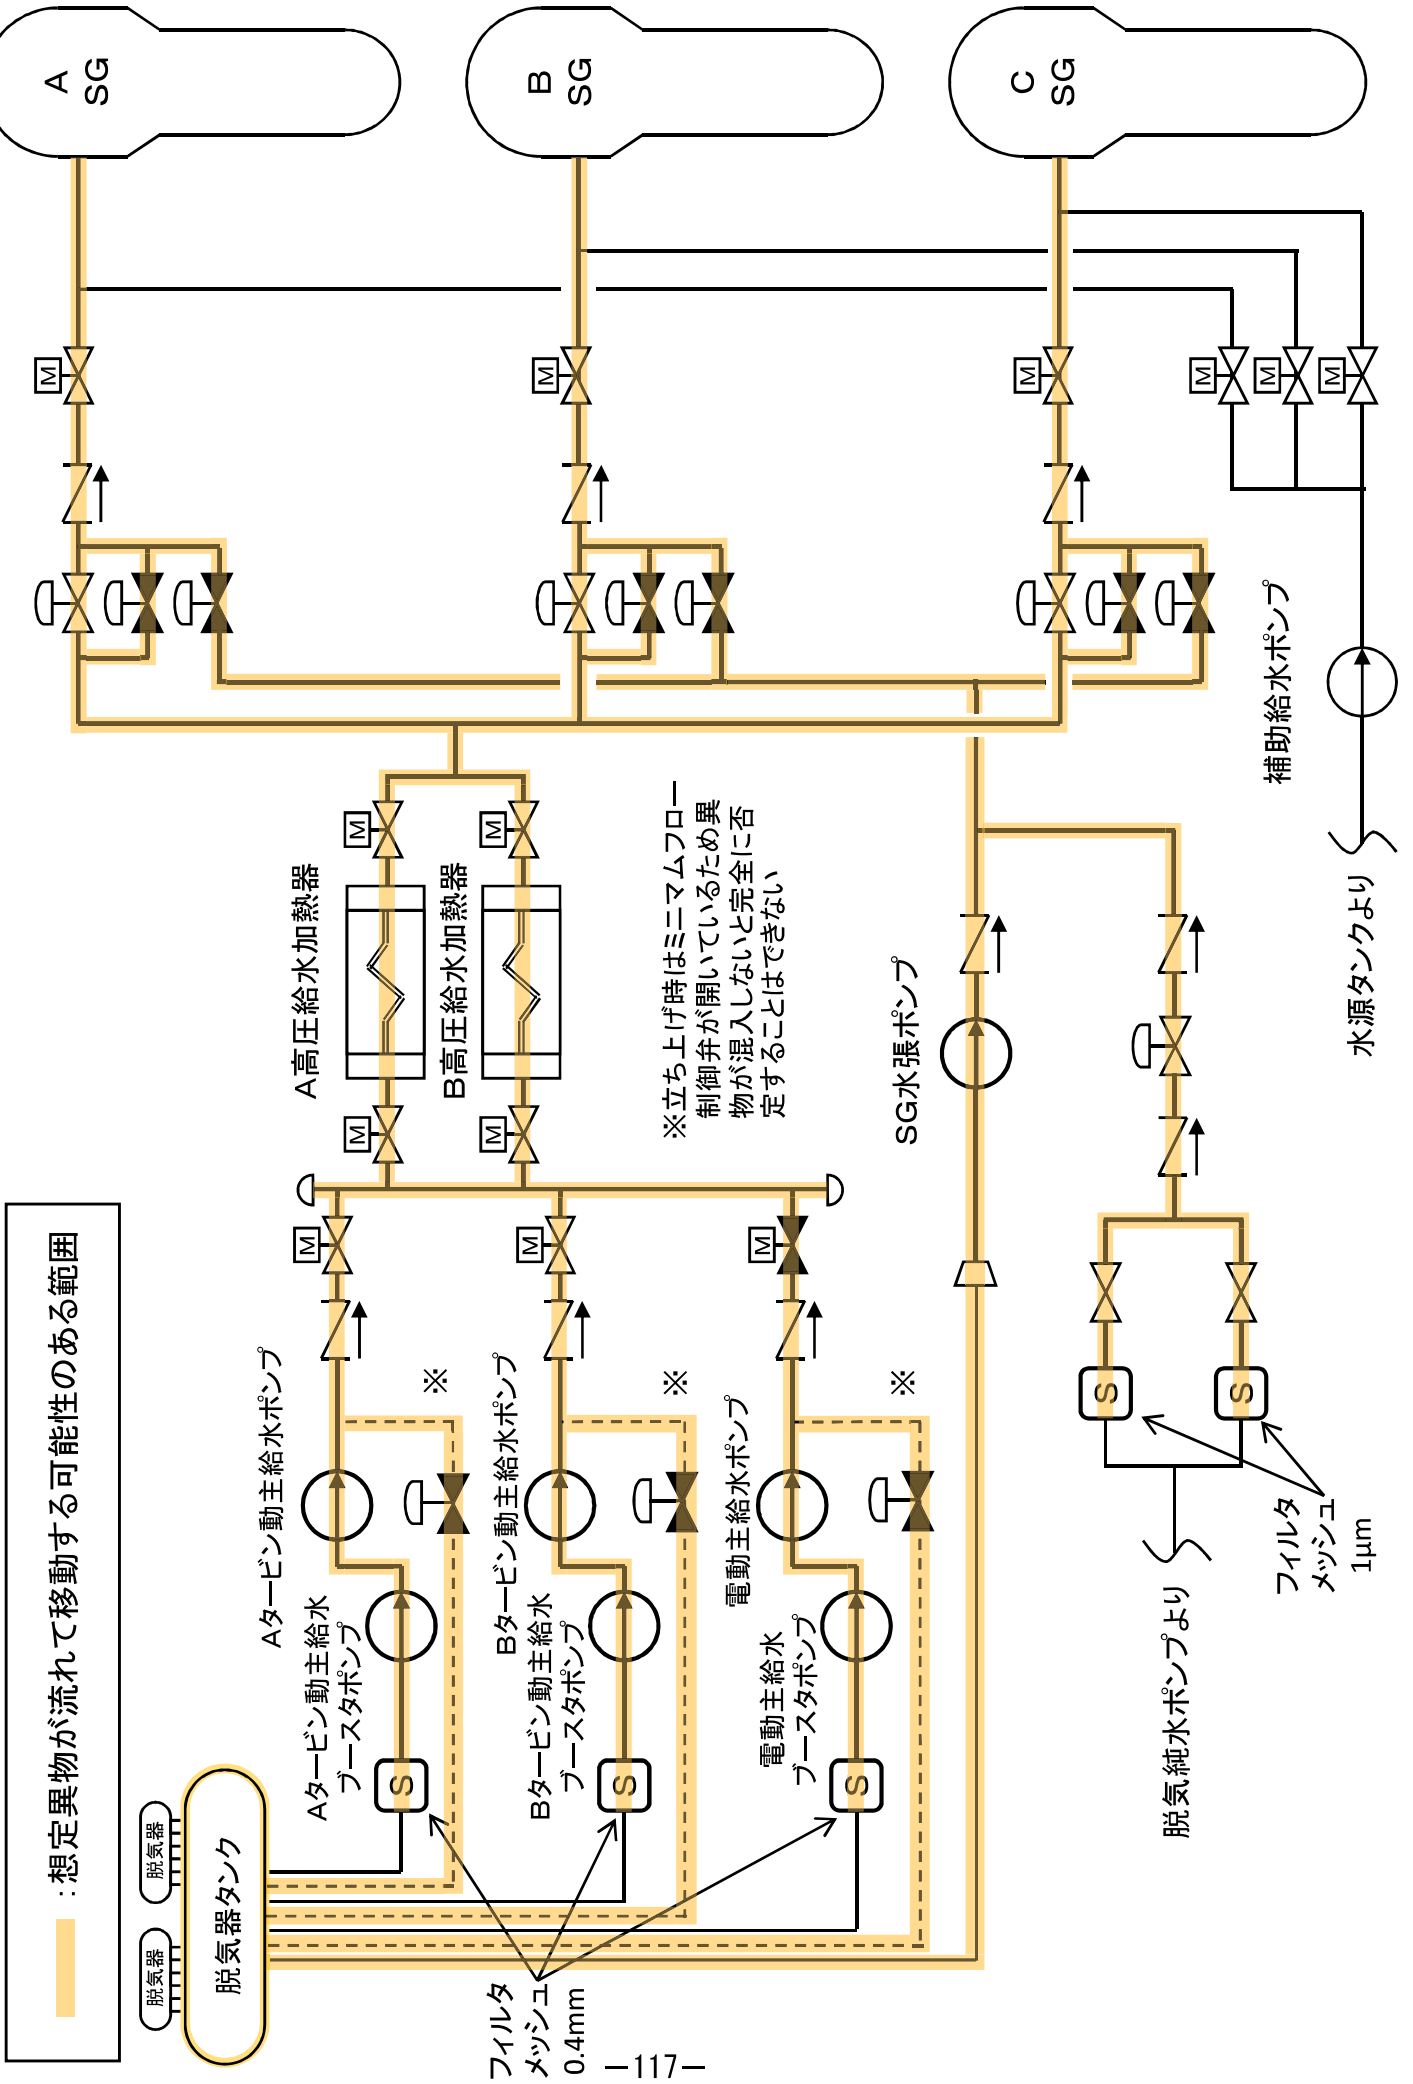 ：想定異物が流れて移動する可能性のある範囲
A
SG
B
SG
C
SG
M
M
M
M
M
M
補助給水ポンプ
水源タンクより
M
M
A高圧給水加熱器
B高圧給水加熱器
M
M
※立ち上げ時はミニマムフロー
制御弁が開いているため異
物が混入しないと完全に否
定することはできない
SG水張ポンプ
M
M
M
※
※
※
Aタービン動主給水ポンプ
Bタービン動主給水ポンプ
電動主給水ポンプ
Aタービン動主給水
ブースタポンプ
Bタービン動主給水
ブースタポンプ
電動主給水
ブースタポンプ
S
S
S
S
S
フィルタ
メッシュ
1μm
脱気純水ポンプより
脱気器
脱気器
脱気器タンク
フィルタ
メッシュ
0.4mm
－117－